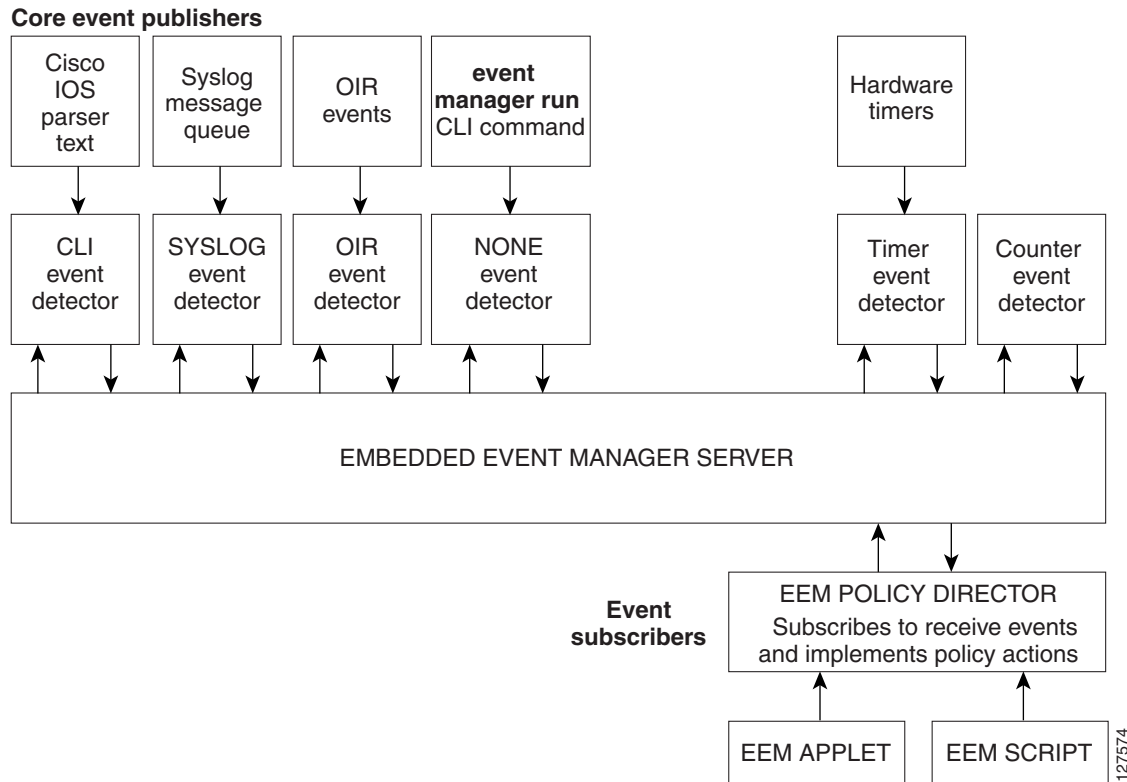 Core event publishers
Cisco
IOS
parser
text
Syslog
message
queue
OIR
events
event
manager run
CLI command
Hardware
timers
CLI
event
detector
SYSLOG
event
detector
OIR
event
detector
NONE
event
detector
Timer
event
detector
Counter
event
detector
EMBEDDED EVENT MANAGER SERVER
Event
subscribers
EEM POLICY DIRECTOR
Subscribes to receive events
and implements policy actions
EEM APPLET
EEM SCRIPT
127574